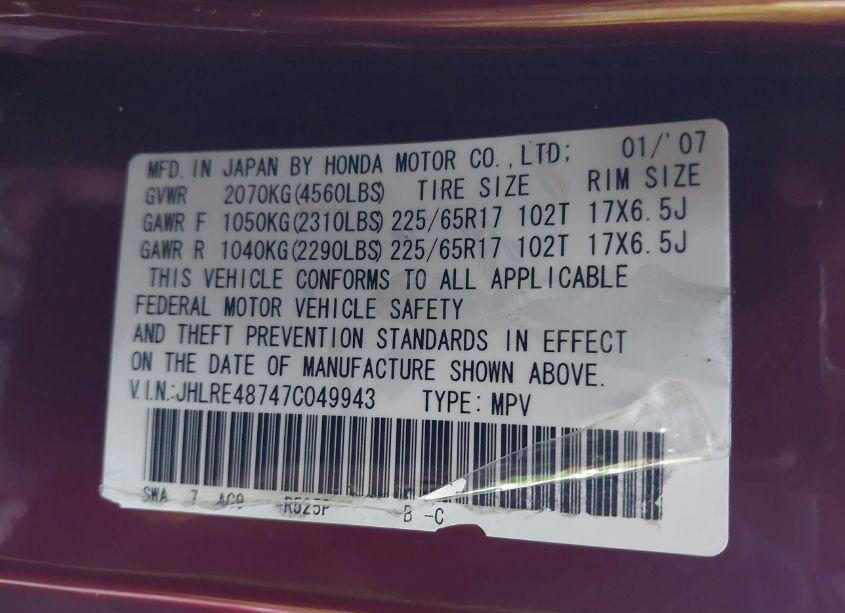 MFD. IN JAPAN BY HONDA MOTOR CO.,LTD; 01/'07
GVWR 2070KG(4560LBS) TIRE SIZE RIM SIZE
GAWR F 1050KG(2310LBS) 225/65R17 102T 17X6.5J
GAWR R 1040KG(2290LBS) 225/65R17 102T 17X6.5J
THIS VEHICLE CONFORMS TO ALL APPLICABLE
FEDERAL MOTOR VEHICLE SAFETY
AND THEFT PREVENTION STANDARDS IN EFFECT
ON THE DATE OF MANUFACTURE SHOWN ABOVE.
V.I.N.:JHLRE48747C049943 TYPE: MPV
SWA 7 AC9 R525P B -C